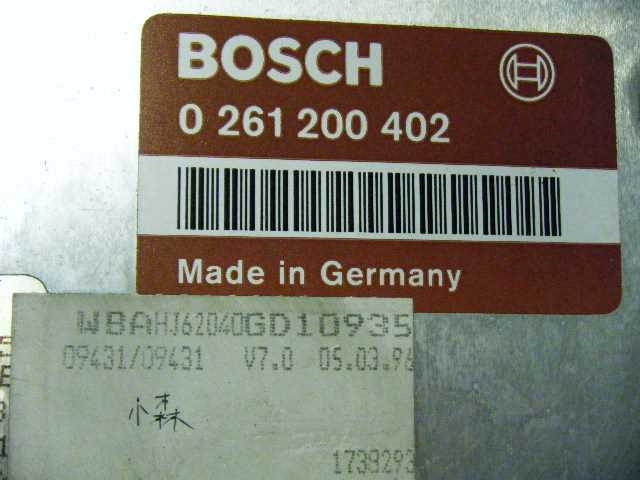 BOSCH
0 261 200 402
Made in Germany
WBAHJ62040GD10935
09431/09431 V7.0 05.03.96
小森
1738293